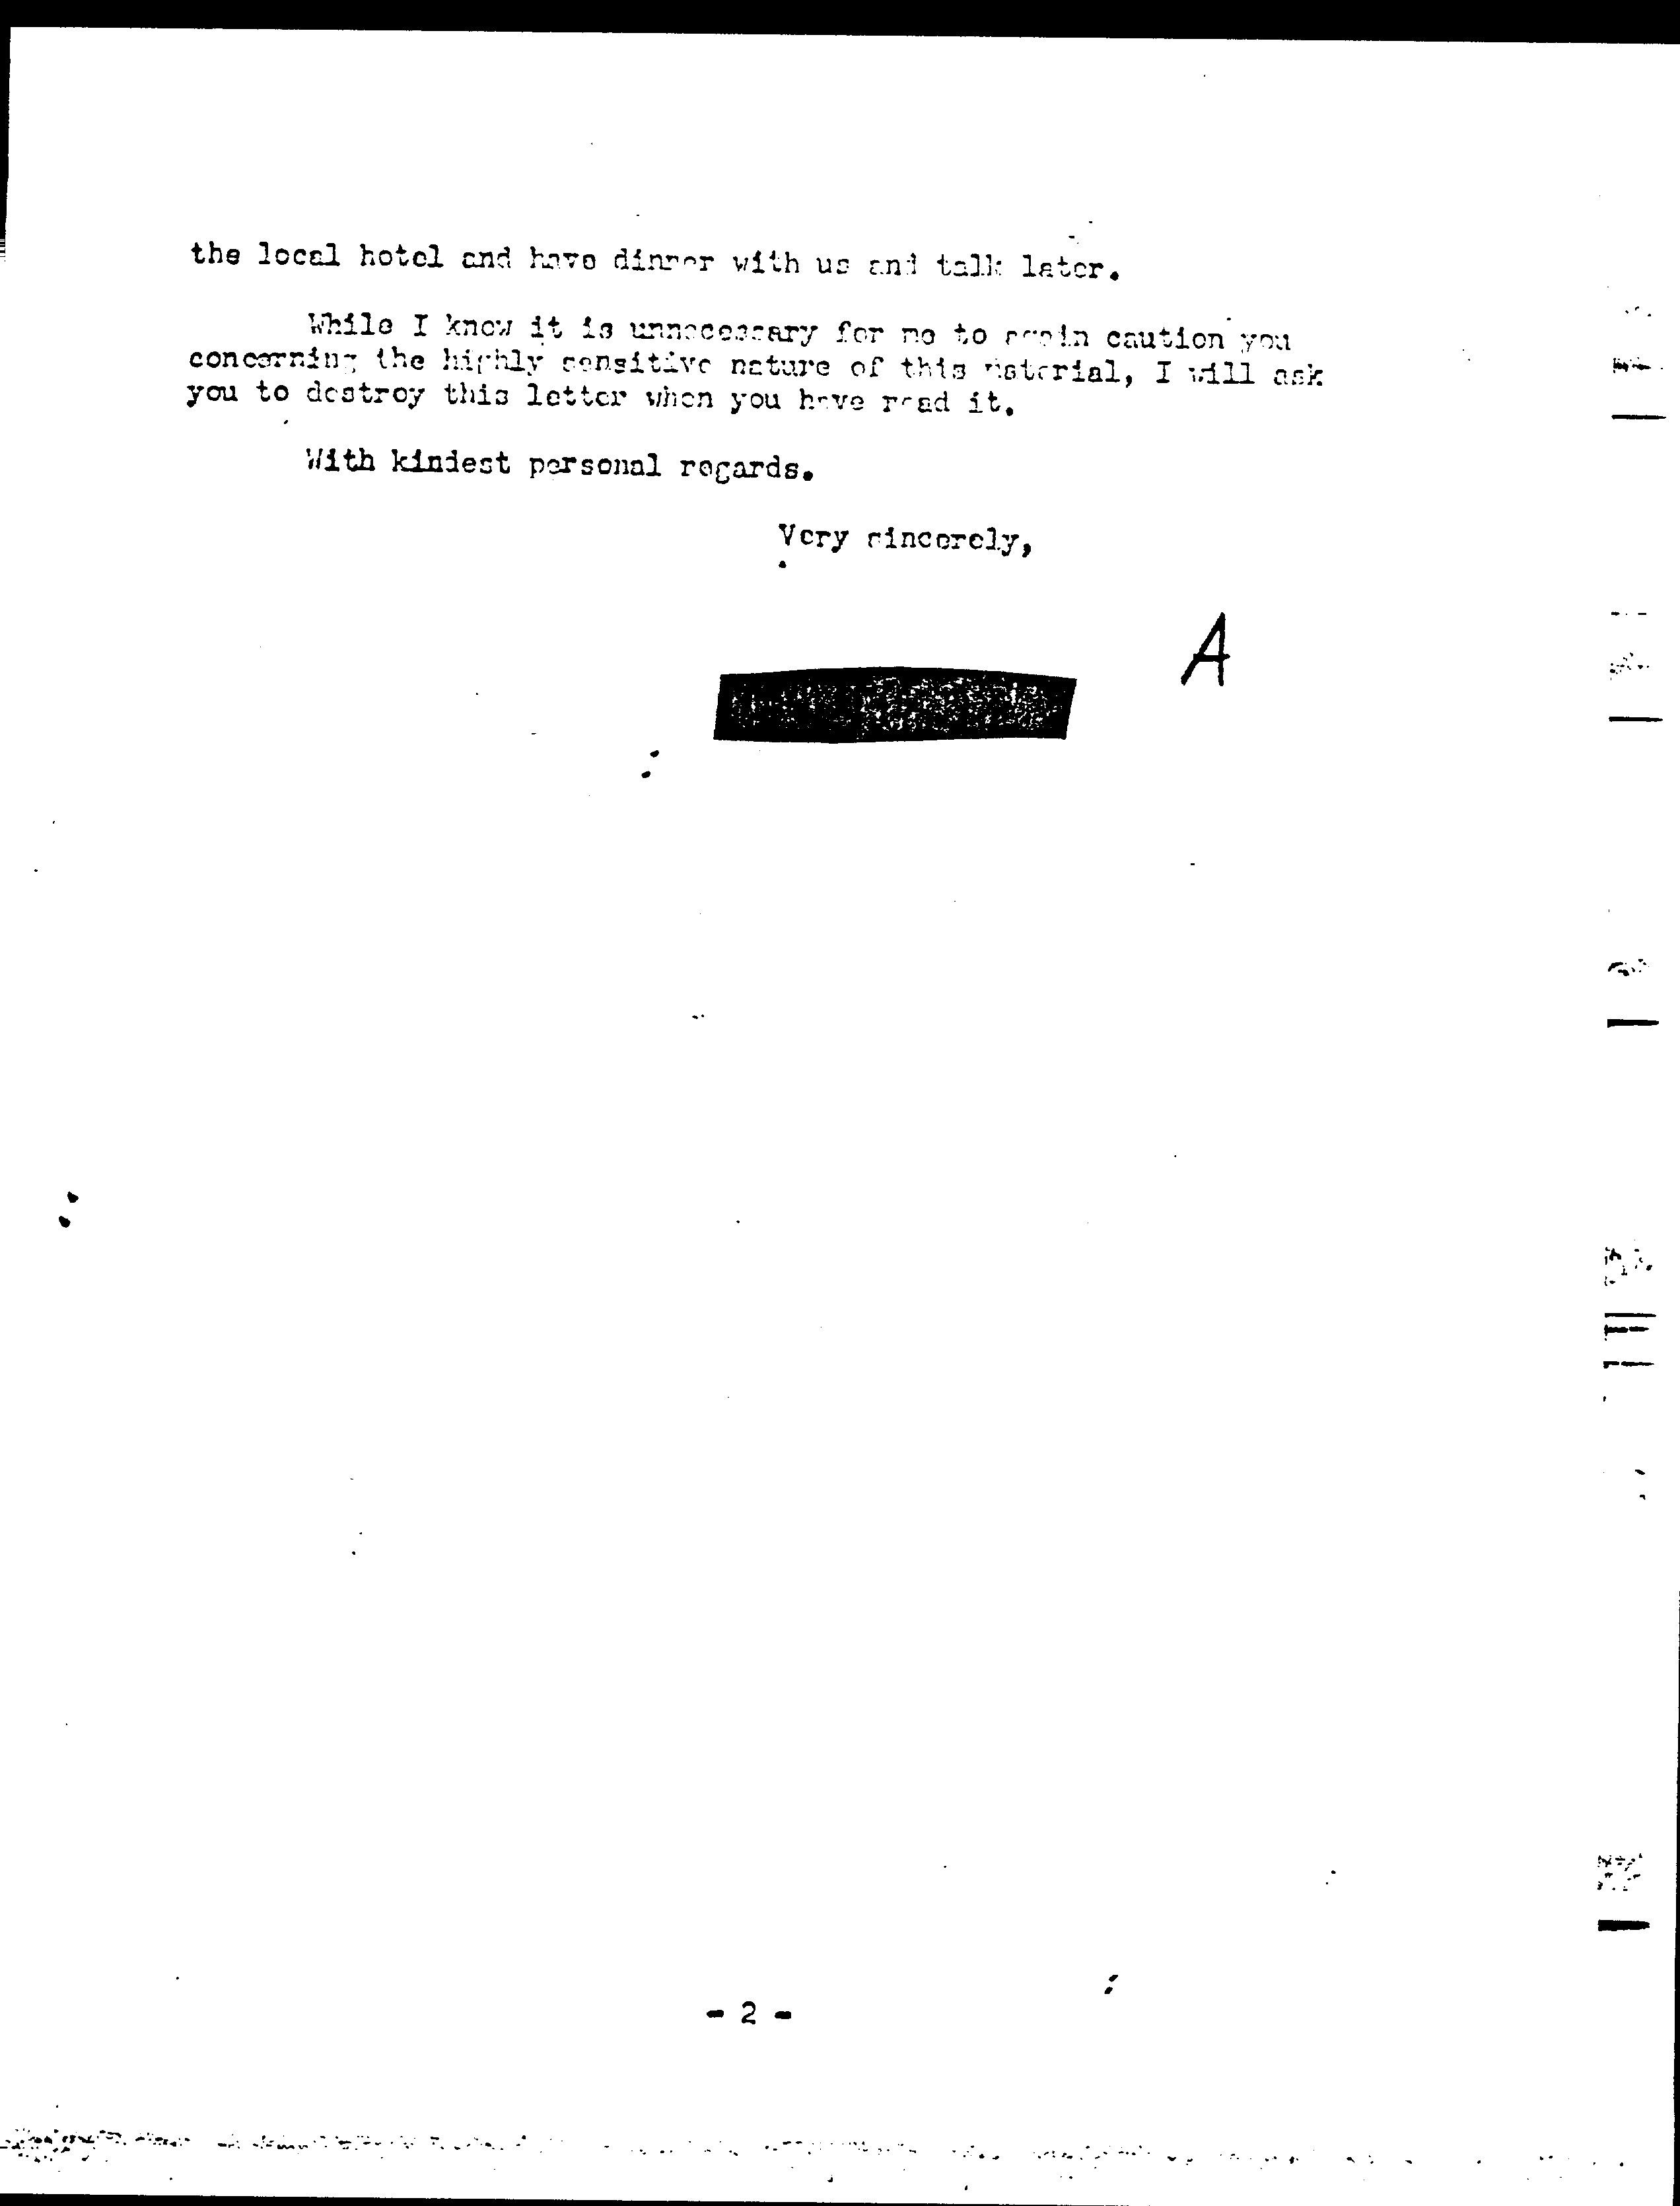 the local hotel and have dinner with us and talk later.
While I know it is unnecessary for me to again caution you
concerning the highly sensitive nature of this material, I will ask
you to destroy this letter when you have read it.
With kindest personal regards.
Very sincerely,
A
- 2 -